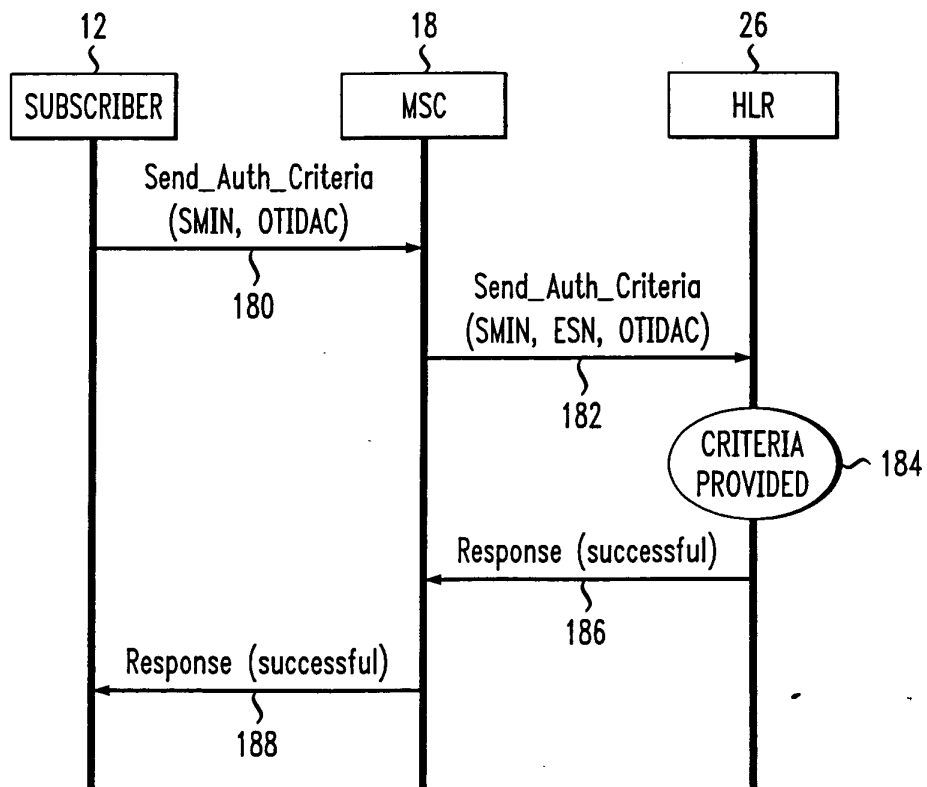 12
18
26
SUBSCRIBER
MSC
HLR
Send_Auth_Criteria
(SMIN, OTIDAC)
180
Send_Auth_Criteria
(SMIN, ESN, OTIDAC)
182
CRITERIA
PROVIDED
184
Response (successful)
186
Response (successful)
188